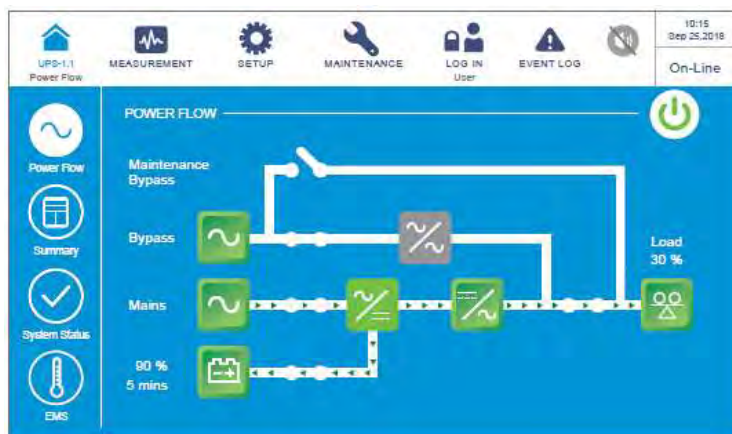 UPS-1.1
Power Flow
MEASUREMENT
SETUP
MAINTENANCE
LOG IN
User
EVENT LOG
10:15
Sep 25,2018
On-Line
Power Flow
Summary
System Status
EMS
POWER FLOW
Maintenance
Bypass
Bypass
Mains
90 %
5 mins
Load
30 %